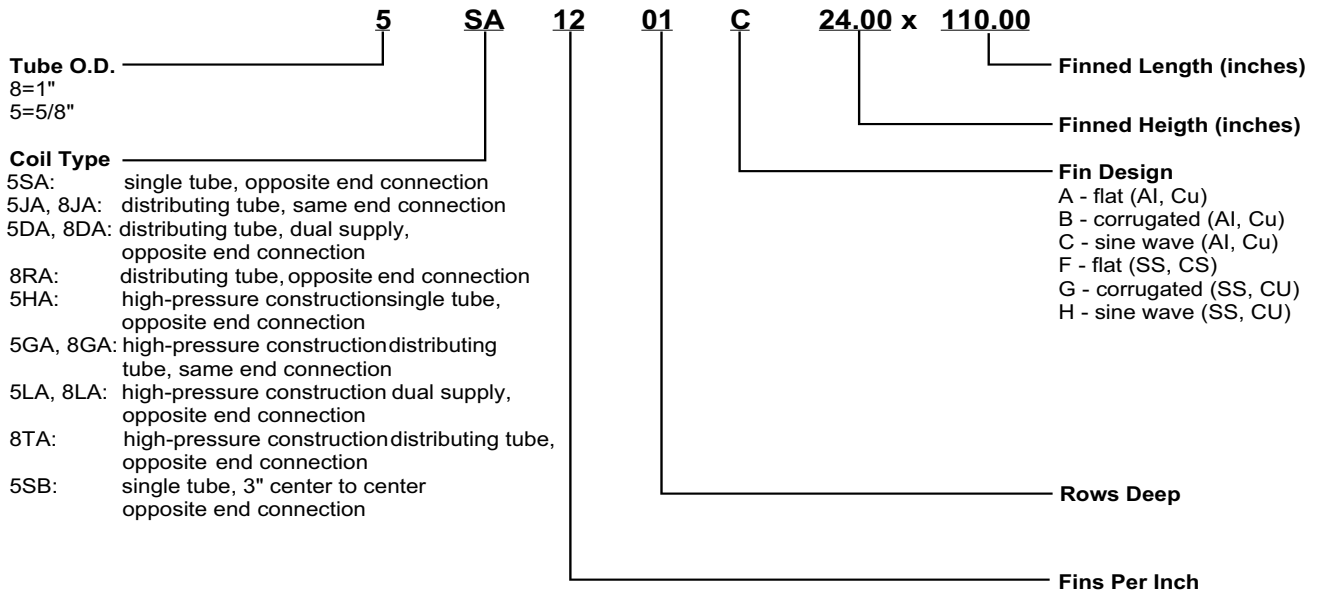 5 SA 12 01 C 24.00 x 110.00
Tube O.D.
8=1"
5=5/8"
Coil Type
5SA: single tube, opposite end connection
5JA, 8JA: distributing tube, same end connection
5DA, 8DA: distributing tube, dual supply,
opposite end connection
8RA: distributing tube, opposite end connection
5HA: high-pressure constructionsingle tube,
opposite end connection
5GA, 8GA: high-pressure constructiondistributing
tube, same end connection
5LA, 8LA: high-pressure construction dual supply,
opposite end connection
8TA: high-pressure constructiondistributing tube,
opposite end connection
5SB: single tube, 3" center to center
opposite end connection
Finned Length (inches)
Finned Heigth (inches)
Fin Design
A - flat (Al, Cu)
B - corrugated (Al, Cu)
C - sine wave (Al, Cu)
F - flat (SS, CS)
G - corrugated (SS, CU)
H - sine wave (SS, CU)
Rows Deep
Fins Per Inch